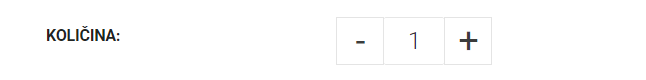 KOLIČINA: - 1 +